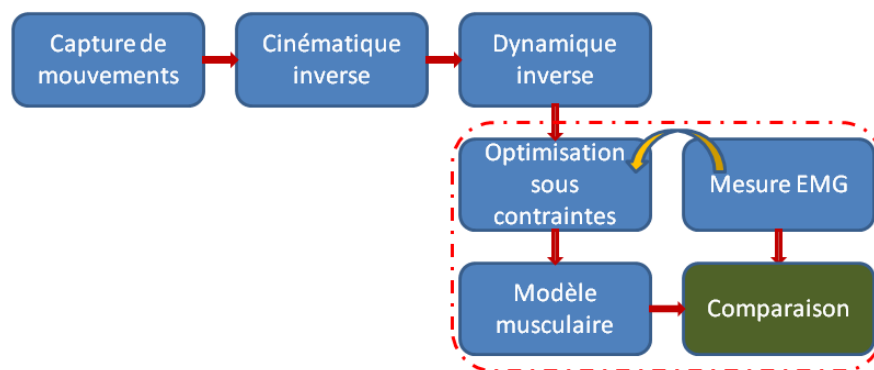 Capture de
mouvements
Cinématique
inverse
Dynamique
inverse
Optimisation
sous
contraintes
Mesure EMG
Modèle
musculaire
Comparaison